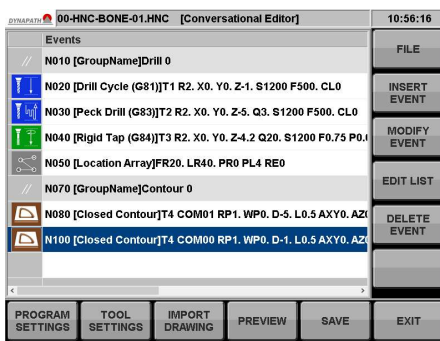 DYNAPATH 00-HNC-BONE-01.HNC [Conversational Editor] 10:56:16
Events
// N010 [GroupName]Drill 0
N020 [Drill Cycle (G81)]T1 R2. X0. Y0. Z-1. S1200 F500. CL0
N030 [Peck Drill (G83)]T2 R2. X0. Y0. Z-5. Q3. S1200 F500. CL0
N040 [Rigid Tap (G84)]T3 R2. X0. Y0. Z-4.2 Q20. S1200 F0.75 P0.
N050 [Location Array]FR20. LR40. PR0 PL4 RE0
// N070 [GroupName]Contour 0
N080 [Closed Contour]T4 COM01 RP1. WP0. D-5. L0.5 AXY0. AZ
N100 [Closed Contour]T4 COM00 RP1. WP0. D-1. L0.5 AXY0. AZ
FILE
INSERT
EVENT
MODIFY
EVENT
EDIT LIST
DELETE
EVENT
PROGRAM
SETTINGS
TOOL
SETTINGS
IMPORT
DRAWING
PREVIEW
SAVE
EXIT